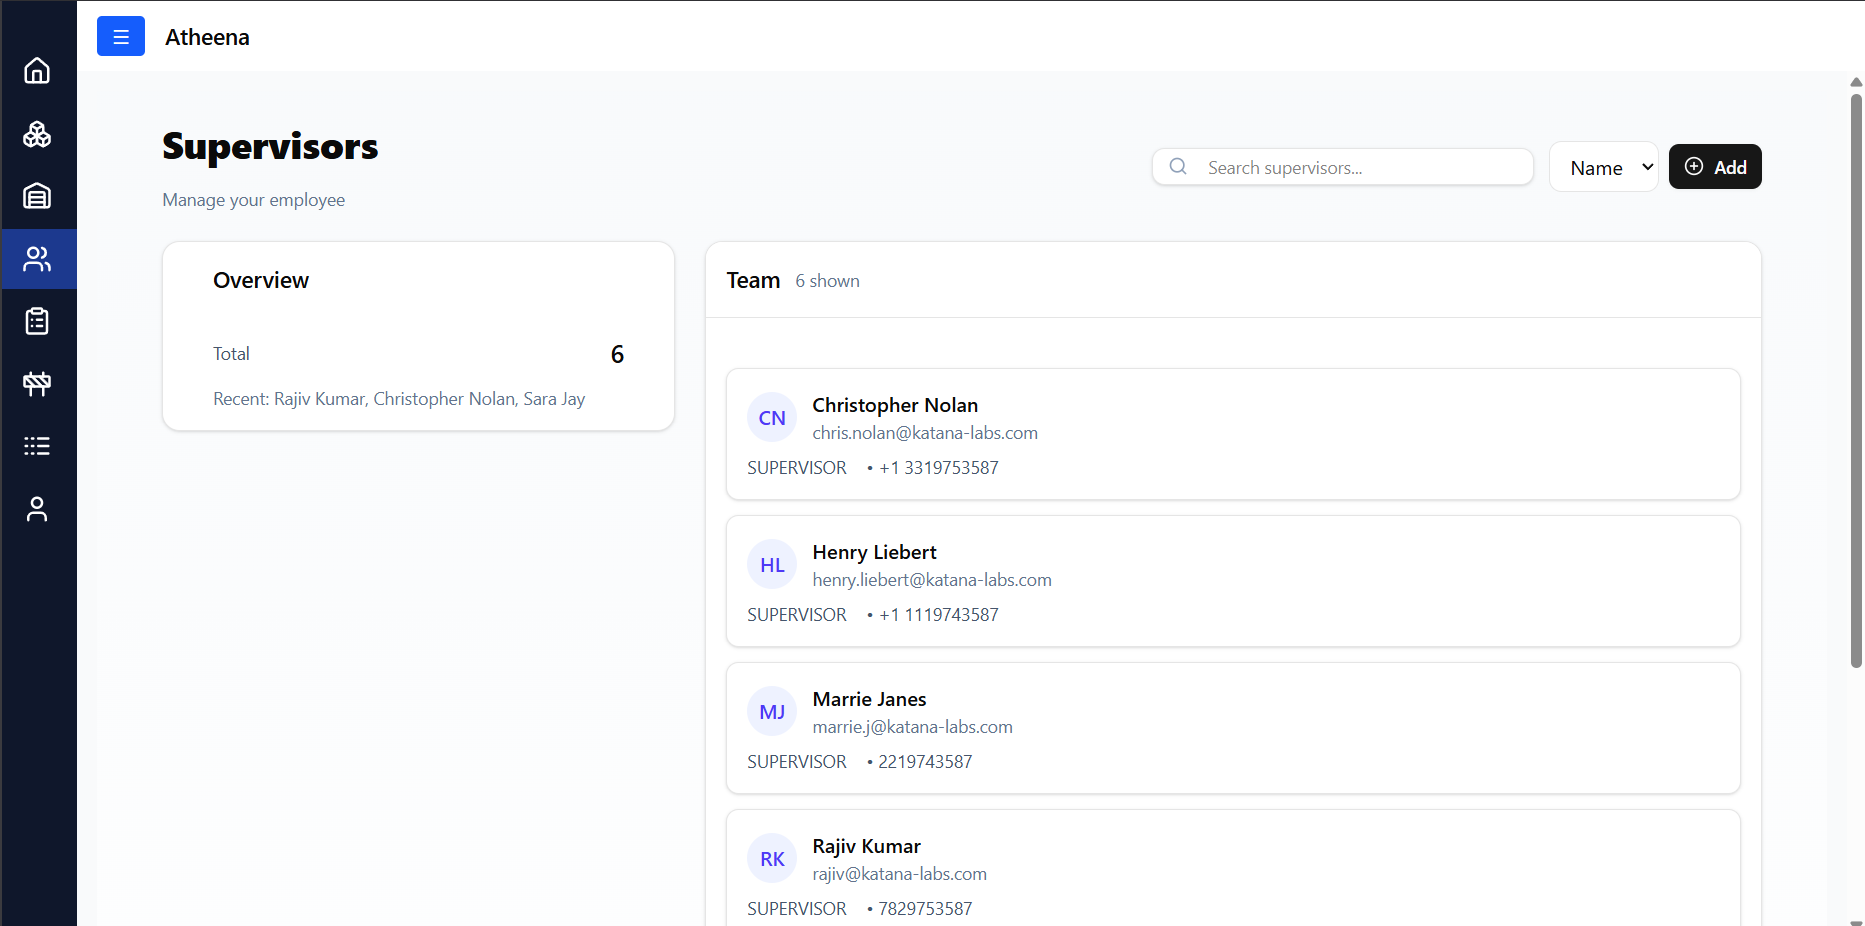 Atheena
Supervisors
Manage your employee
Search supervisors...
Name
Add
Overview
Total
6
Recent: Rajiv Kumar, Christopher Nolan, Sara Jay
Team 6 shown
CN
Christopher Nolan
chris.nolan@katana-labs.com
SUPERVISOR • +1 3319753587
HL
Henry Liebert
henry.liebert@katana-labs.com
SUPERVISOR • +1 1119743587
MJ
Marrie Janes
marrie.j@katana-labs.com
SUPERVISOR • 2219743587
RK
Rajiv Kumar
rajiv@katana-labs.com
SUPERVISOR • 7829753587